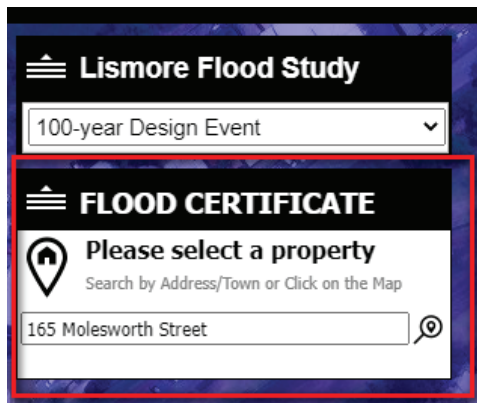 Lismore Flood Study
100-year Design Event
FLOOD CERTIFICATE
Please select a property
Search by Address/Town or Click on the Map
165 Molesworth Street